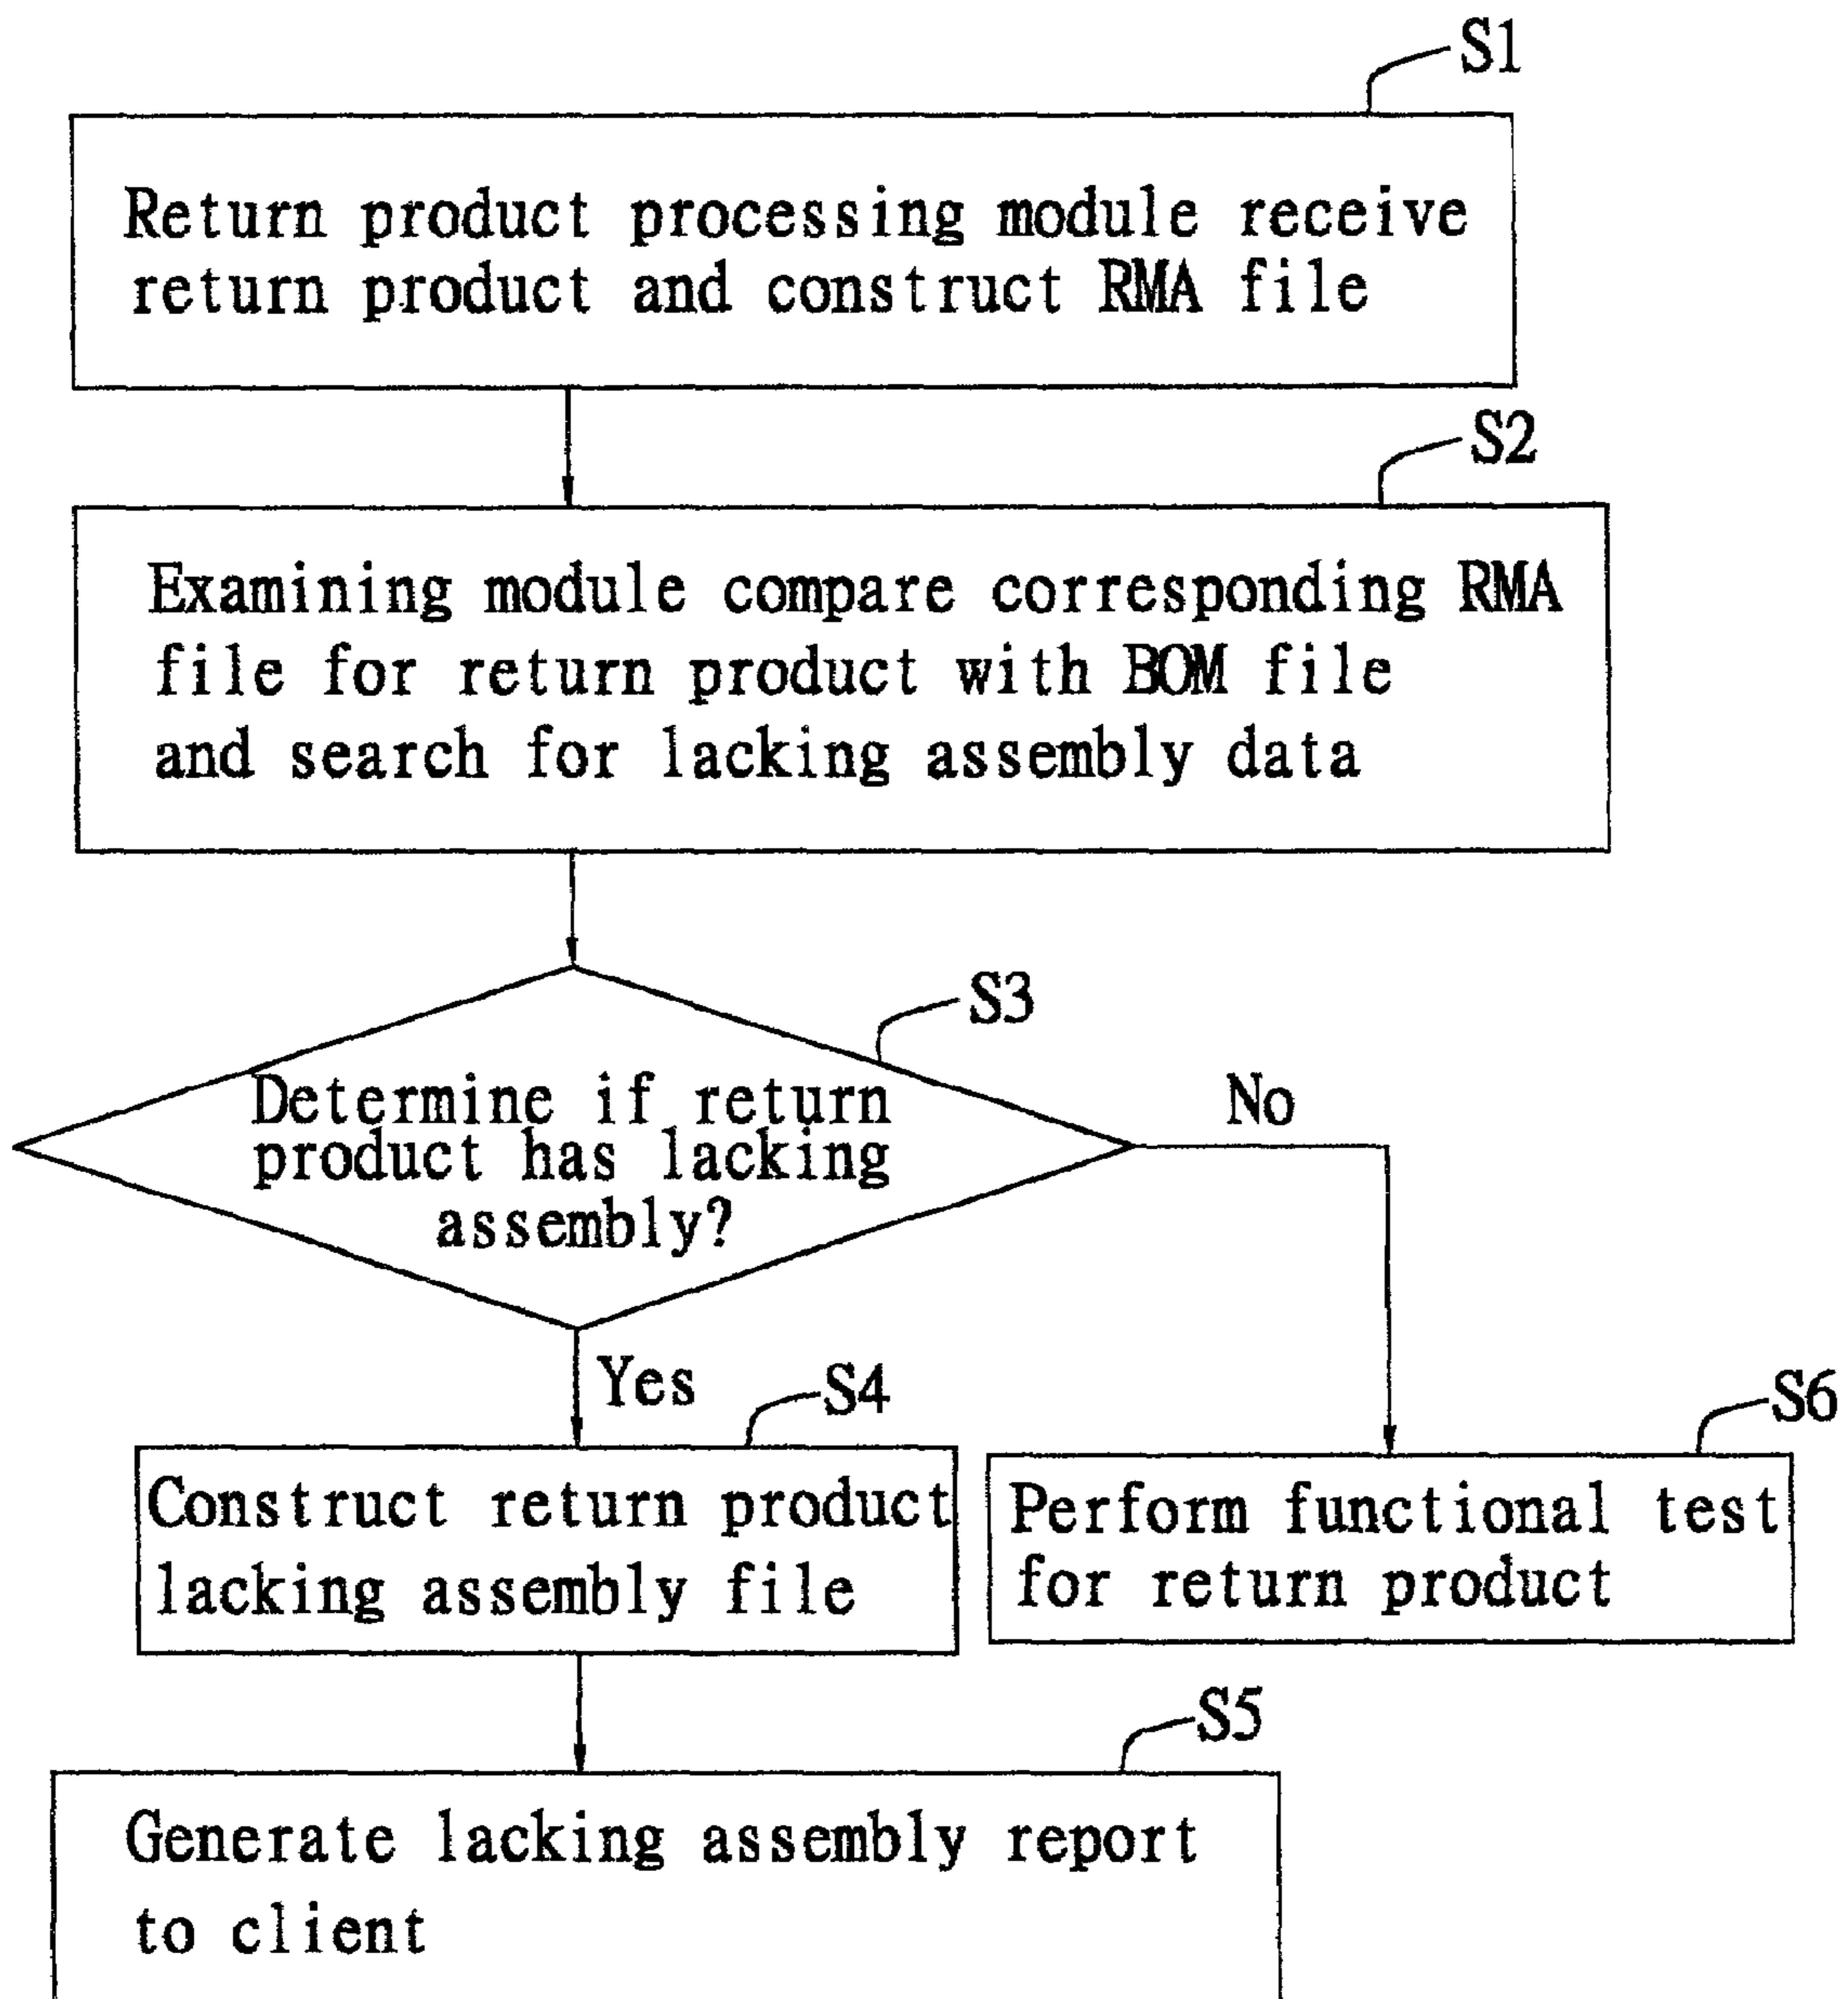 S1
Return product processing module receive
return product and construct RMA file
S2
Examining module compare corresponding RMA
file for return product with BOM file
and search for lacking assembly data
S3
Determine if return
product has lacking
assembly?
No
Yes
S4
Construct return product
lacking assembly file
S6
Perform functional test
for return product
S5
Generate lacking assembly report
to client